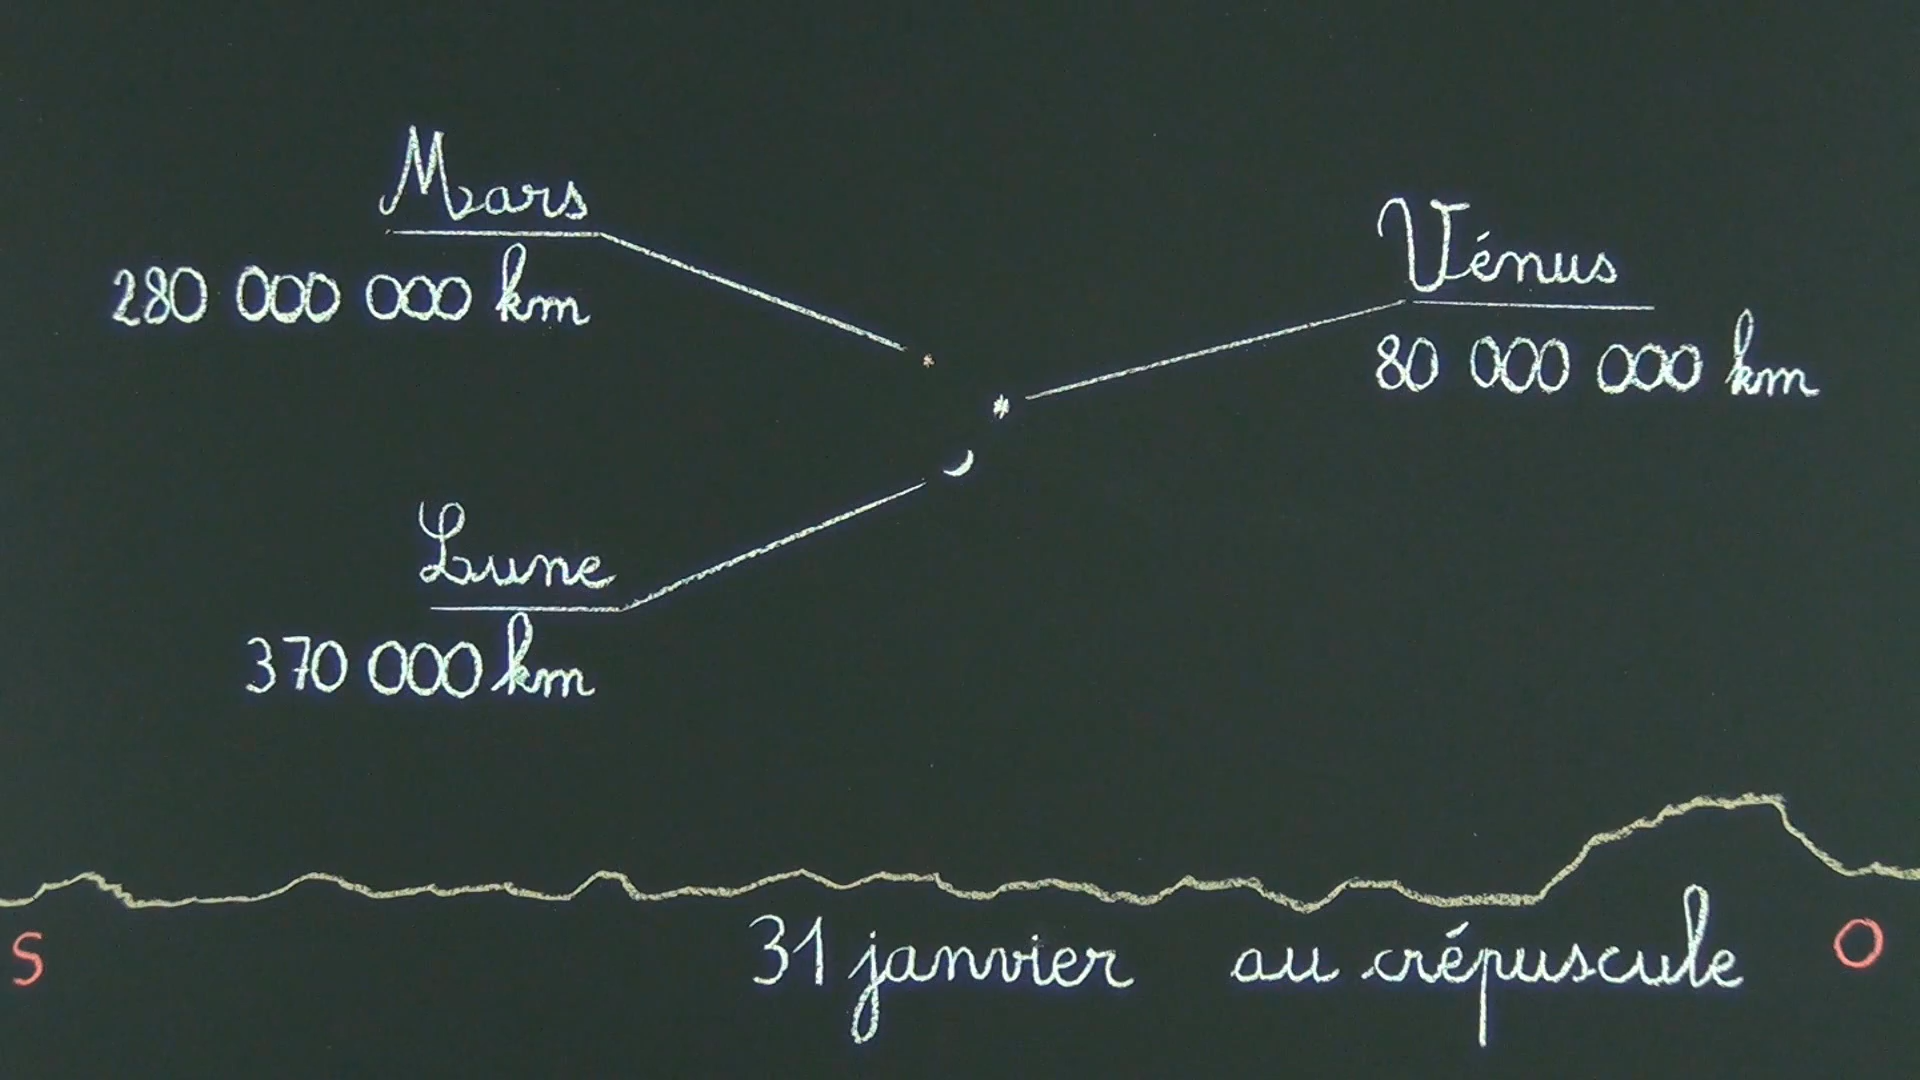 Mars
280 000 000 km
Vénus
80 000 000 km
Lune
370 000 km
S
31 janvier au crépuscule
O